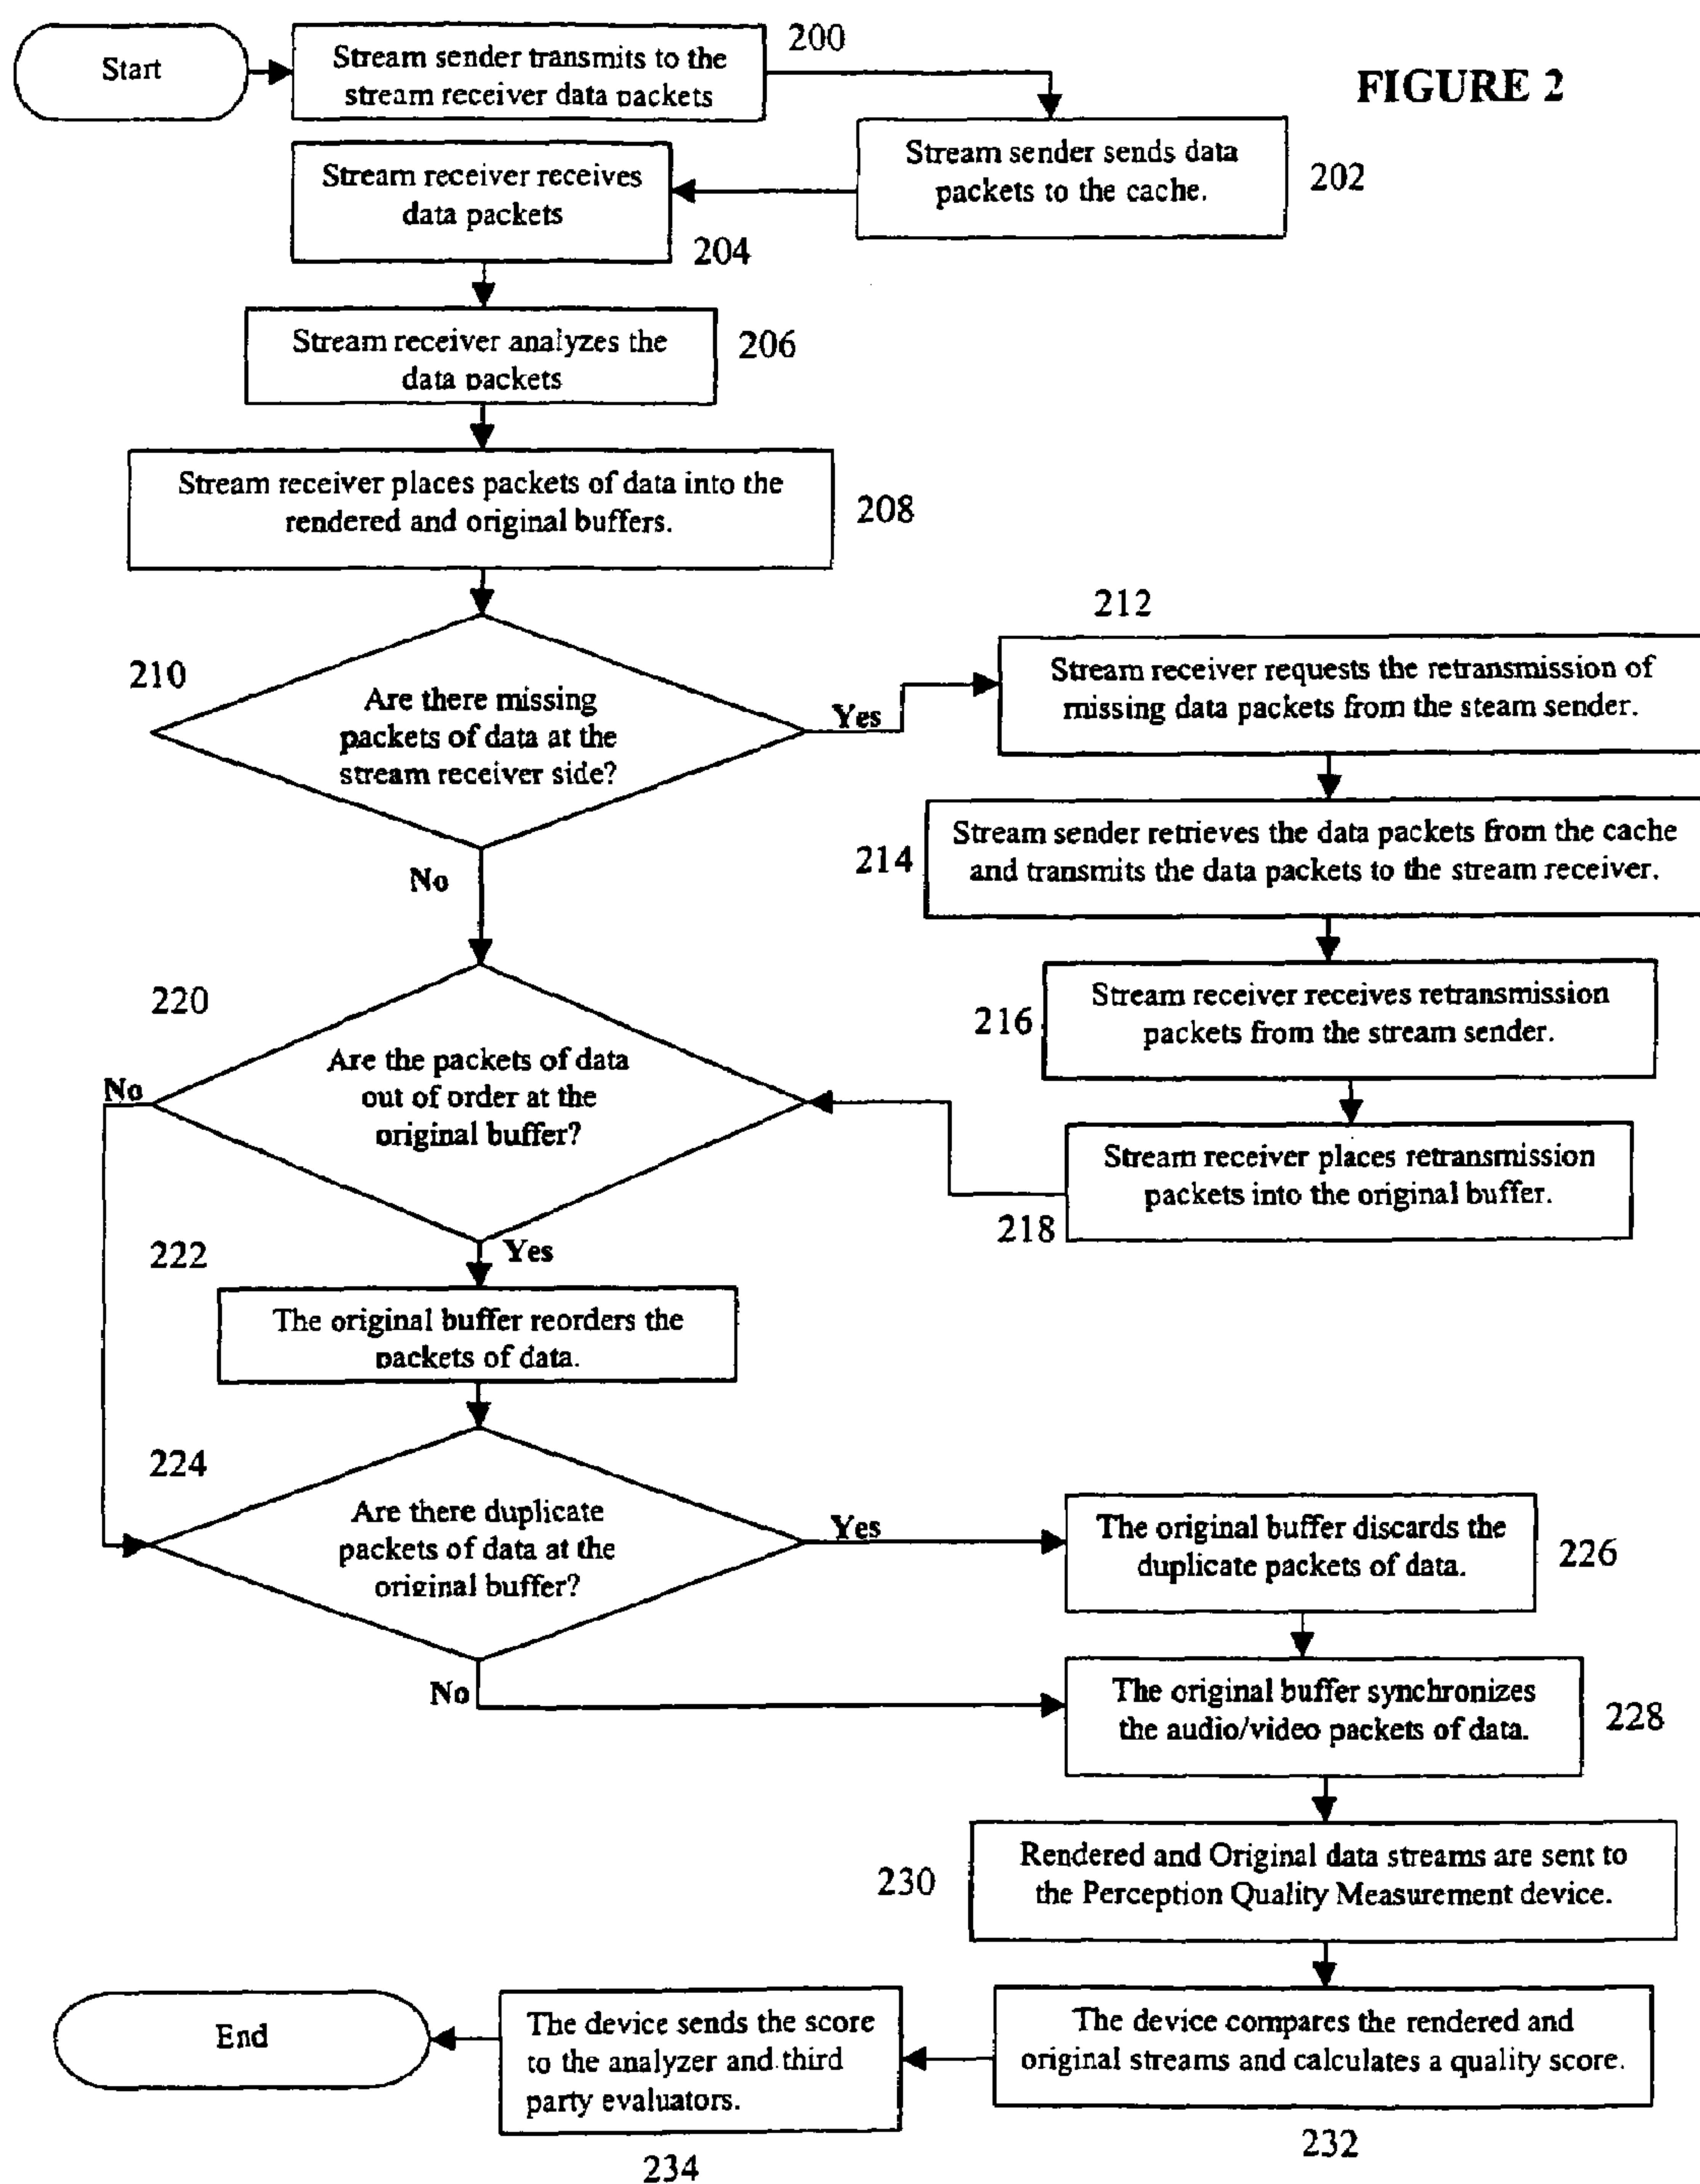 Start
Stream sender transmits to the
stream receiver data packets
200
FIGURE 2
Stream sender sends data
packets to the cache.
202
Stream receiver receives
data packets
204
Stream receiver analyzes the
data packets
206
Stream receiver places packets of data into the
rendered and original buffers.
208
210
Are there missing
packets of data at the
stream receiver side?
Yes
No
212
Stream receiver requests the retransmission of
missing data packets from the steam sender.
214
Stream sender retrieves the data packets from the cache
and transmits the data packets to the stream receiver.
216
Stream receiver receives retransmission
packets from the stream sender.
Stream receiver places retransmission
packets into the original buffer.
218
220
Are the packets of data
out of order at the
original buffer?
No
Yes
222
The original buffer reorders the
packets of data.
224
Are there duplicate
packets of data at the
original buffer?
Yes
No
The original buffer discards the
duplicate packets of data.
226
The original buffer synchronizes
the audio/video packets of data.
228
230
Rendered and Original data streams are sent to
the Perception Quality Measurement device.
The device compares the rendered and
original streams and calculates a quality score.
232
The device sends the score
to the analyzer and third
party evaluators.
234
End